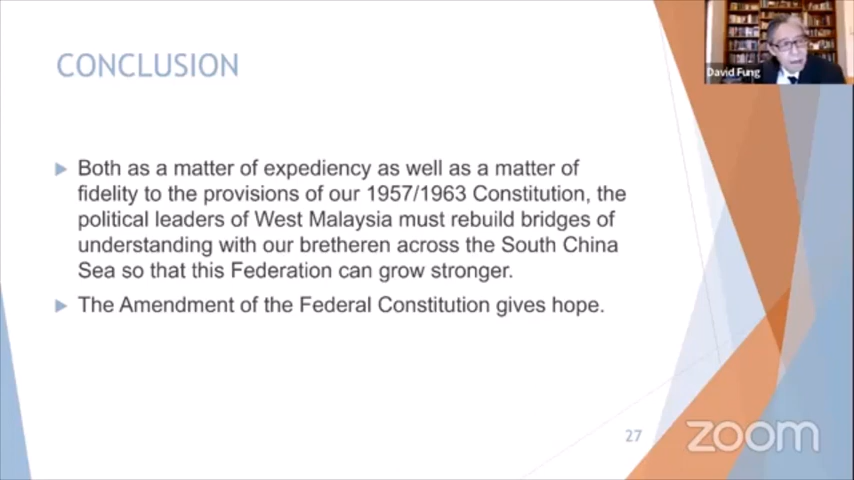 CONCLUSION
David Fung
Both as a matter of expediency as well as a matter of
fidelity to the provisions of our 1957/1963 Constitution, the
political leaders of West Malaysia must rebuild bridges of
understanding with our bretheren across the South China
Sea so that this Federation can grow stronger.
The Amendment of the Federal Constitution gives hope.
27
zoom